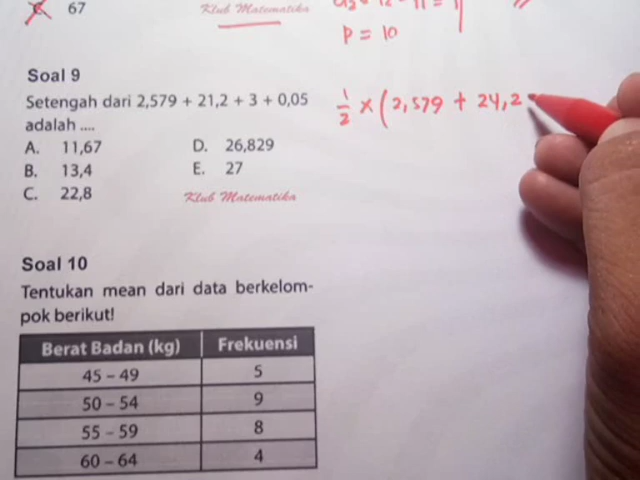 67
Klub Matematika
P = 10
Soal 9
Setengah dari 2,579 + 21,2 + 3 + 0,05
adalah ....
A. 11,67
D. 26,829
B. 13,4
E. 27
C. 22,8
Klub Matematika
1/2 × (2,579 + 24,2
Soal 10
Tentukan mean dari data berkelom-
pok berikut!
Berat Badan (kg) Frekuensi
45 – 49 5
50 – 54 9
55 – 59 8
60 – 64 4